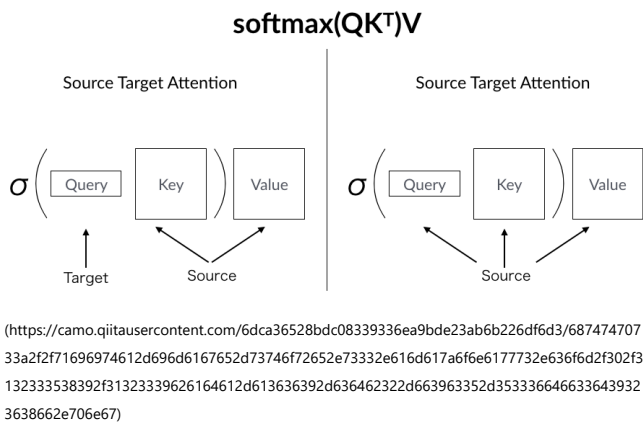 softmax(QKᵀ)V
Source Target Attention
σ ( Query Key ) Value
Target
Source
Source Target Attention
σ ( Query Key ) Value
Source
(https://camo.qiitausercontent.com/6dca36528bdc08339336ea9bde23ab6b226df6d3/687474707
33a2f2f71696974612d696d6167652d73746f72652e73332e616d617a6f6e6177732e636f6d2f302f3
132333538392f31323339626164612d613636392d636462322d663963352d353336646633643932
3638662e706e67)